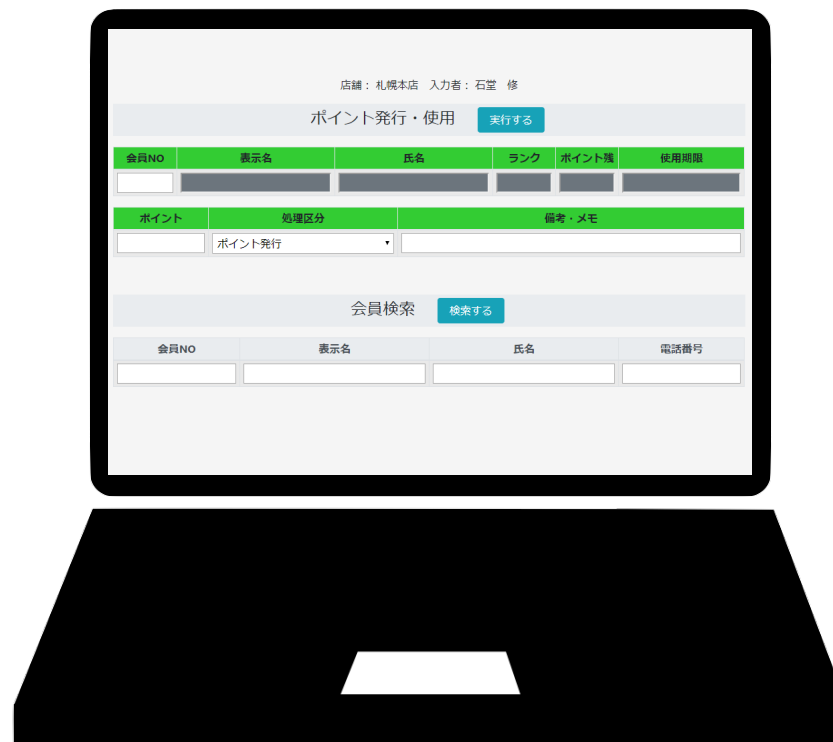 店舗： 札幌本店　入力者： 石堂　修
ポイント発行・使用　実行する
会員NO　表示名　氏名　ランク　ポイント残　使用期限
ポイント　処理区分　備考・メモ
ポイント発行
会員検索　検索する
会員NO　表示名　氏名　電話番号